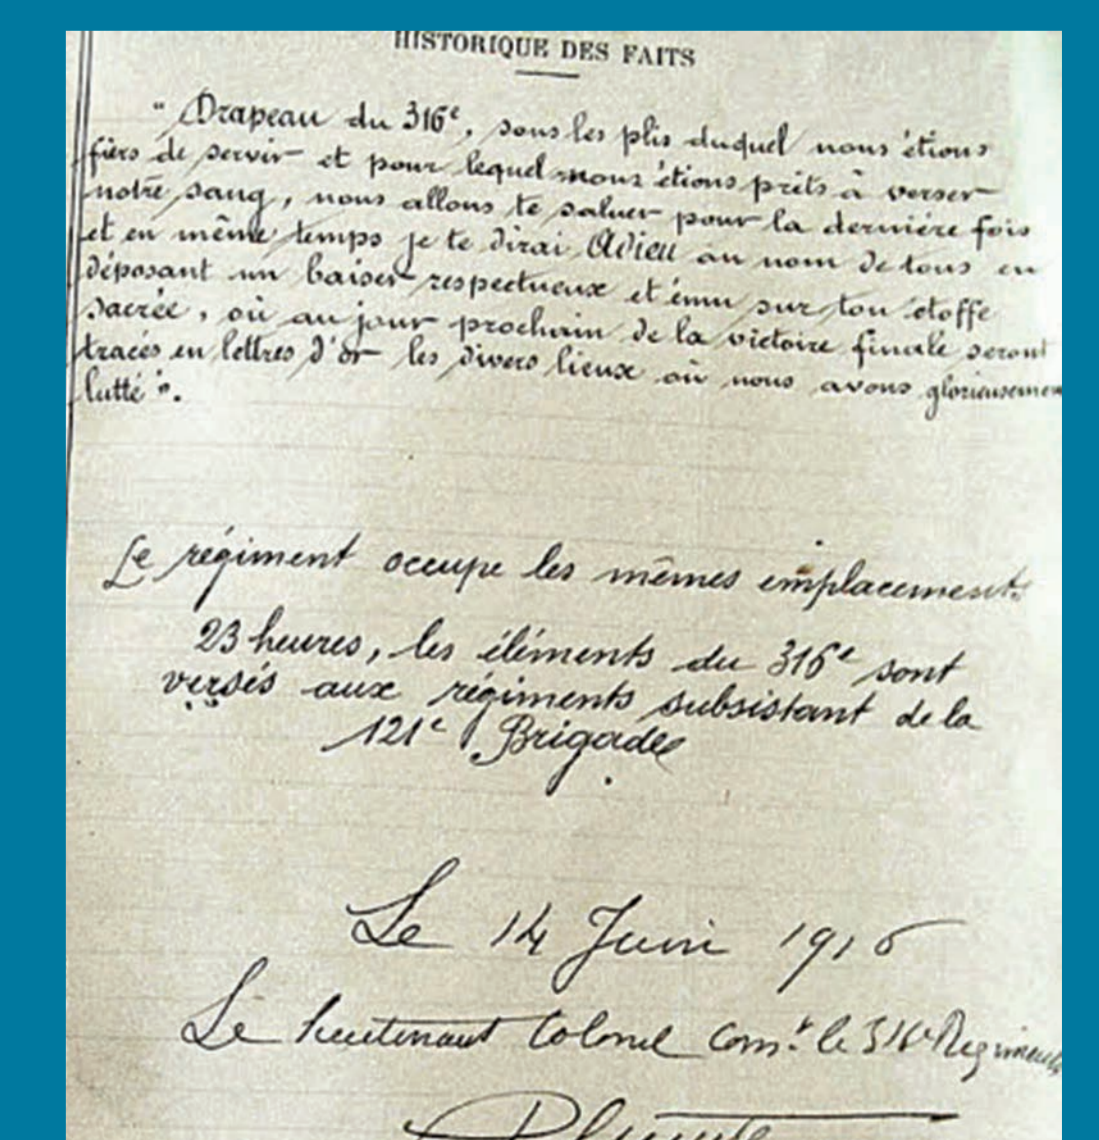 HISTORIQUE DES FAITS
" Drapeau du 316e, sous les plis duquel nous étions
fiers de servir et pour lequel nous étions prêts à verser
notre sang, nous allons te saluer pour la dernière fois
et en même temps je te dirai Adieu au nom de tous en
déposant un baiser respectueux et ému sur ton étoffe
sacrée, où au jour prochain de la victoire finale seront
tracés en lettres d'or les divers lieux où nous avons glorieusemen
lutté ".
Le régiment occupe les mêmes emplacements
23 heures, les éléments du 316e sont
versés aux régiments subsistant de la
121e Brigade
Le 14 Juin 1916
Le lieutenant Colonel Comt le 316e Régiment